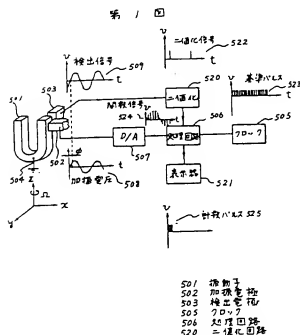 第 1 図
v
二値化信号
522
t
検出信号
509
v
t
503
501
520
二値化
v
基準パルス
523
t
関数信号
524
v
t
506
処理回路
505
クロック
D/A
507
504
502
φ
v
t
加振電圧
508
z
Ω
x
y
表示器
521
v
計数パルス 525
t
501 振動子
502 加振電極
503 検出電極
505 クロック
506 処理回路
520 二値化回路